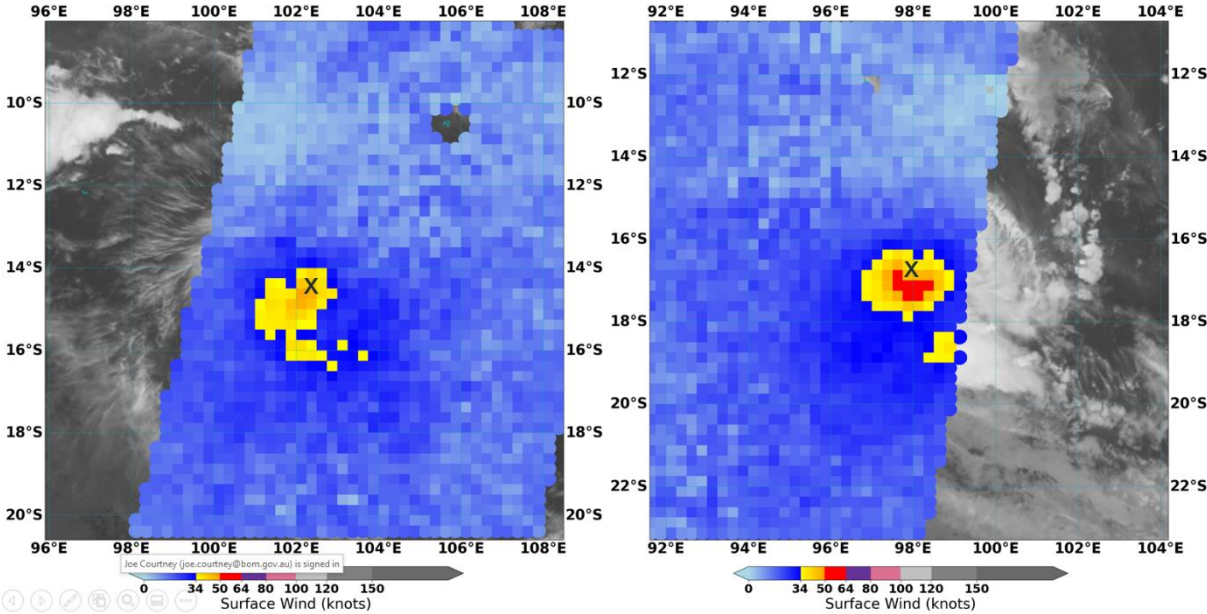 96°E 98°E 100°E 102°E 104°E 106°E 108°E
92°E 94°E 96°E 98°E 100°E 102°E 104°E
10°S 10°S
12°S 12°S
14°S 14°S
16°S 16°S
18°S 18°S
20°S 20°S
12°S 12°S
14°S 14°S
16°S 16°S
18°S 18°S
20°S 20°S
22°S 22°S
X
X
96°E 98°E 100°E 102°E 104°E 106°E 108°E
92°E 94°E 96°E 98°E 100°E 102°E 104°E
Joe Courtney (joe.courtney@bom.gov.au) is signed in
0 34 50 64 80 100 120 150
Surface Wind (knots)
0 34 50 64 80 100 120 150
Surface Wind (knots)